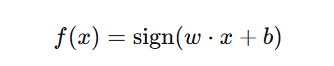 f(x) = sign(w · x + b)